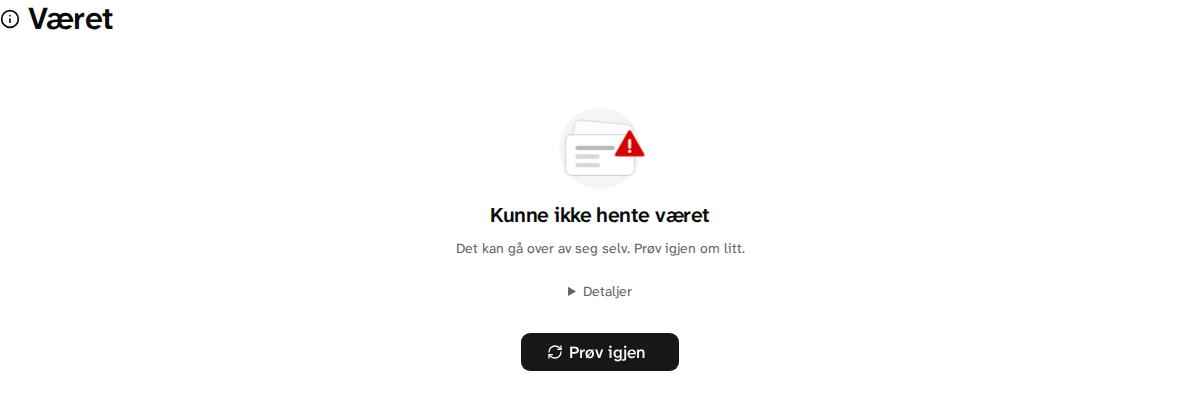 Været
Kunne ikke hente været
Det kan gå over av seg selv. Prøv igjen om litt.
Detaljer
Prøv igjen